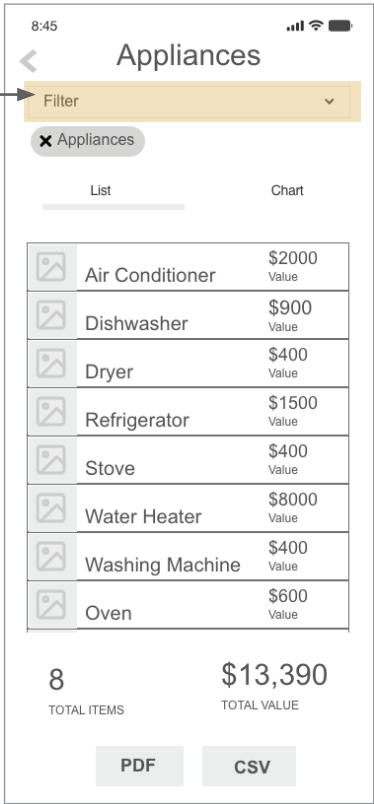 8:45
Appliances
Filter
Appliances
List Chart
$2000
Air Conditioner Value
$900
Dishwasher Value
$400
Dryer Value
$1500
Refrigerator Value
$400
Stove Value
$8000
Water Heater Value
$400
Washing Machine Value
$600
Oven Value
8 $13,390
TOTAL ITEMS TOTAL VALUE
PDF CSV